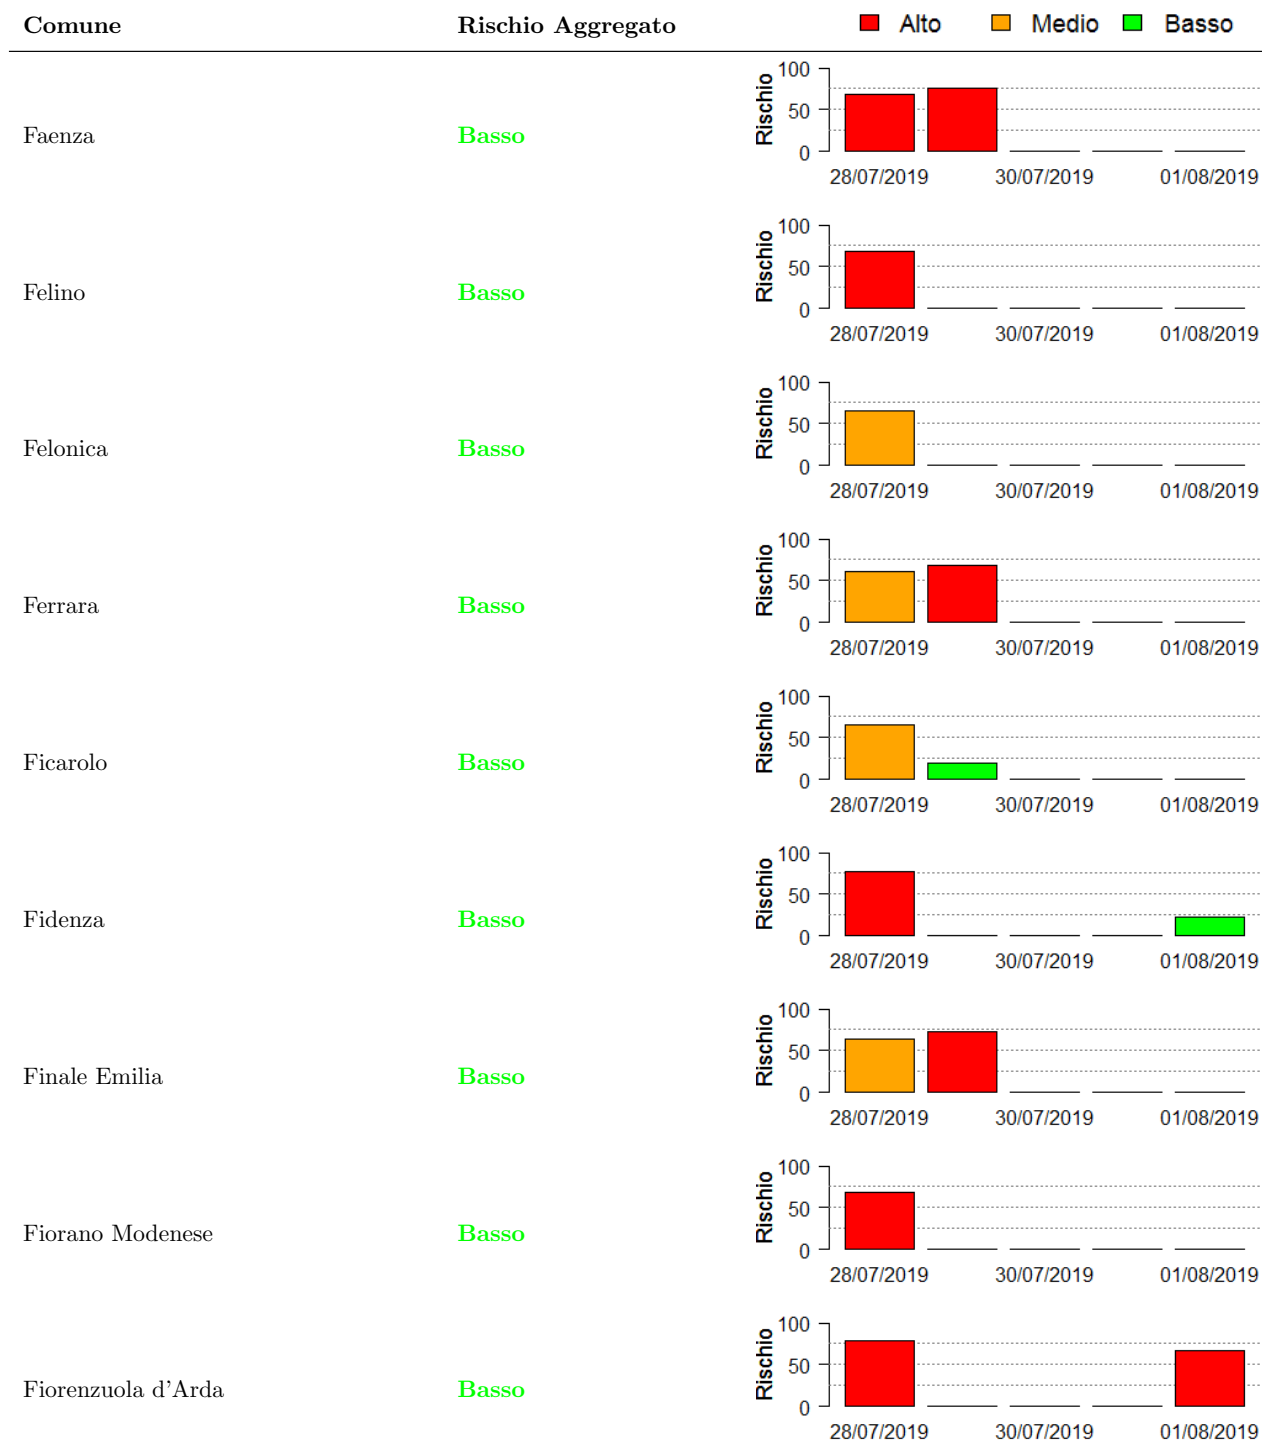 Comune Rischio Aggregato Alto Medio Basso
Faenza Basso
Rischio
100
50
0
28/07/2019 30/07/2019 01/08/2019
Felino Basso
Rischio
100
50
0
28/07/2019 30/07/2019 01/08/2019
Felonica Basso
Rischio
100
50
0
28/07/2019 30/07/2019 01/08/2019
Ferrara Basso
Rischio
100
50
0
28/07/2019 30/07/2019 01/08/2019
Ficarolo Basso
Rischio
100
50
0
28/07/2019 30/07/2019 01/08/2019
Fidenza Basso
Rischio
100
50
0
28/07/2019 30/07/2019 01/08/2019
Finale Emilia Basso
Rischio
100
50
0
28/07/2019 30/07/2019 01/08/2019
Fiorano Modenese Basso
Rischio
100
50
0
28/07/2019 30/07/2019 01/08/2019
Fiorenzuola d'Arda Basso
Rischio
100
50
0
28/07/2019 30/07/2019 01/08/2019